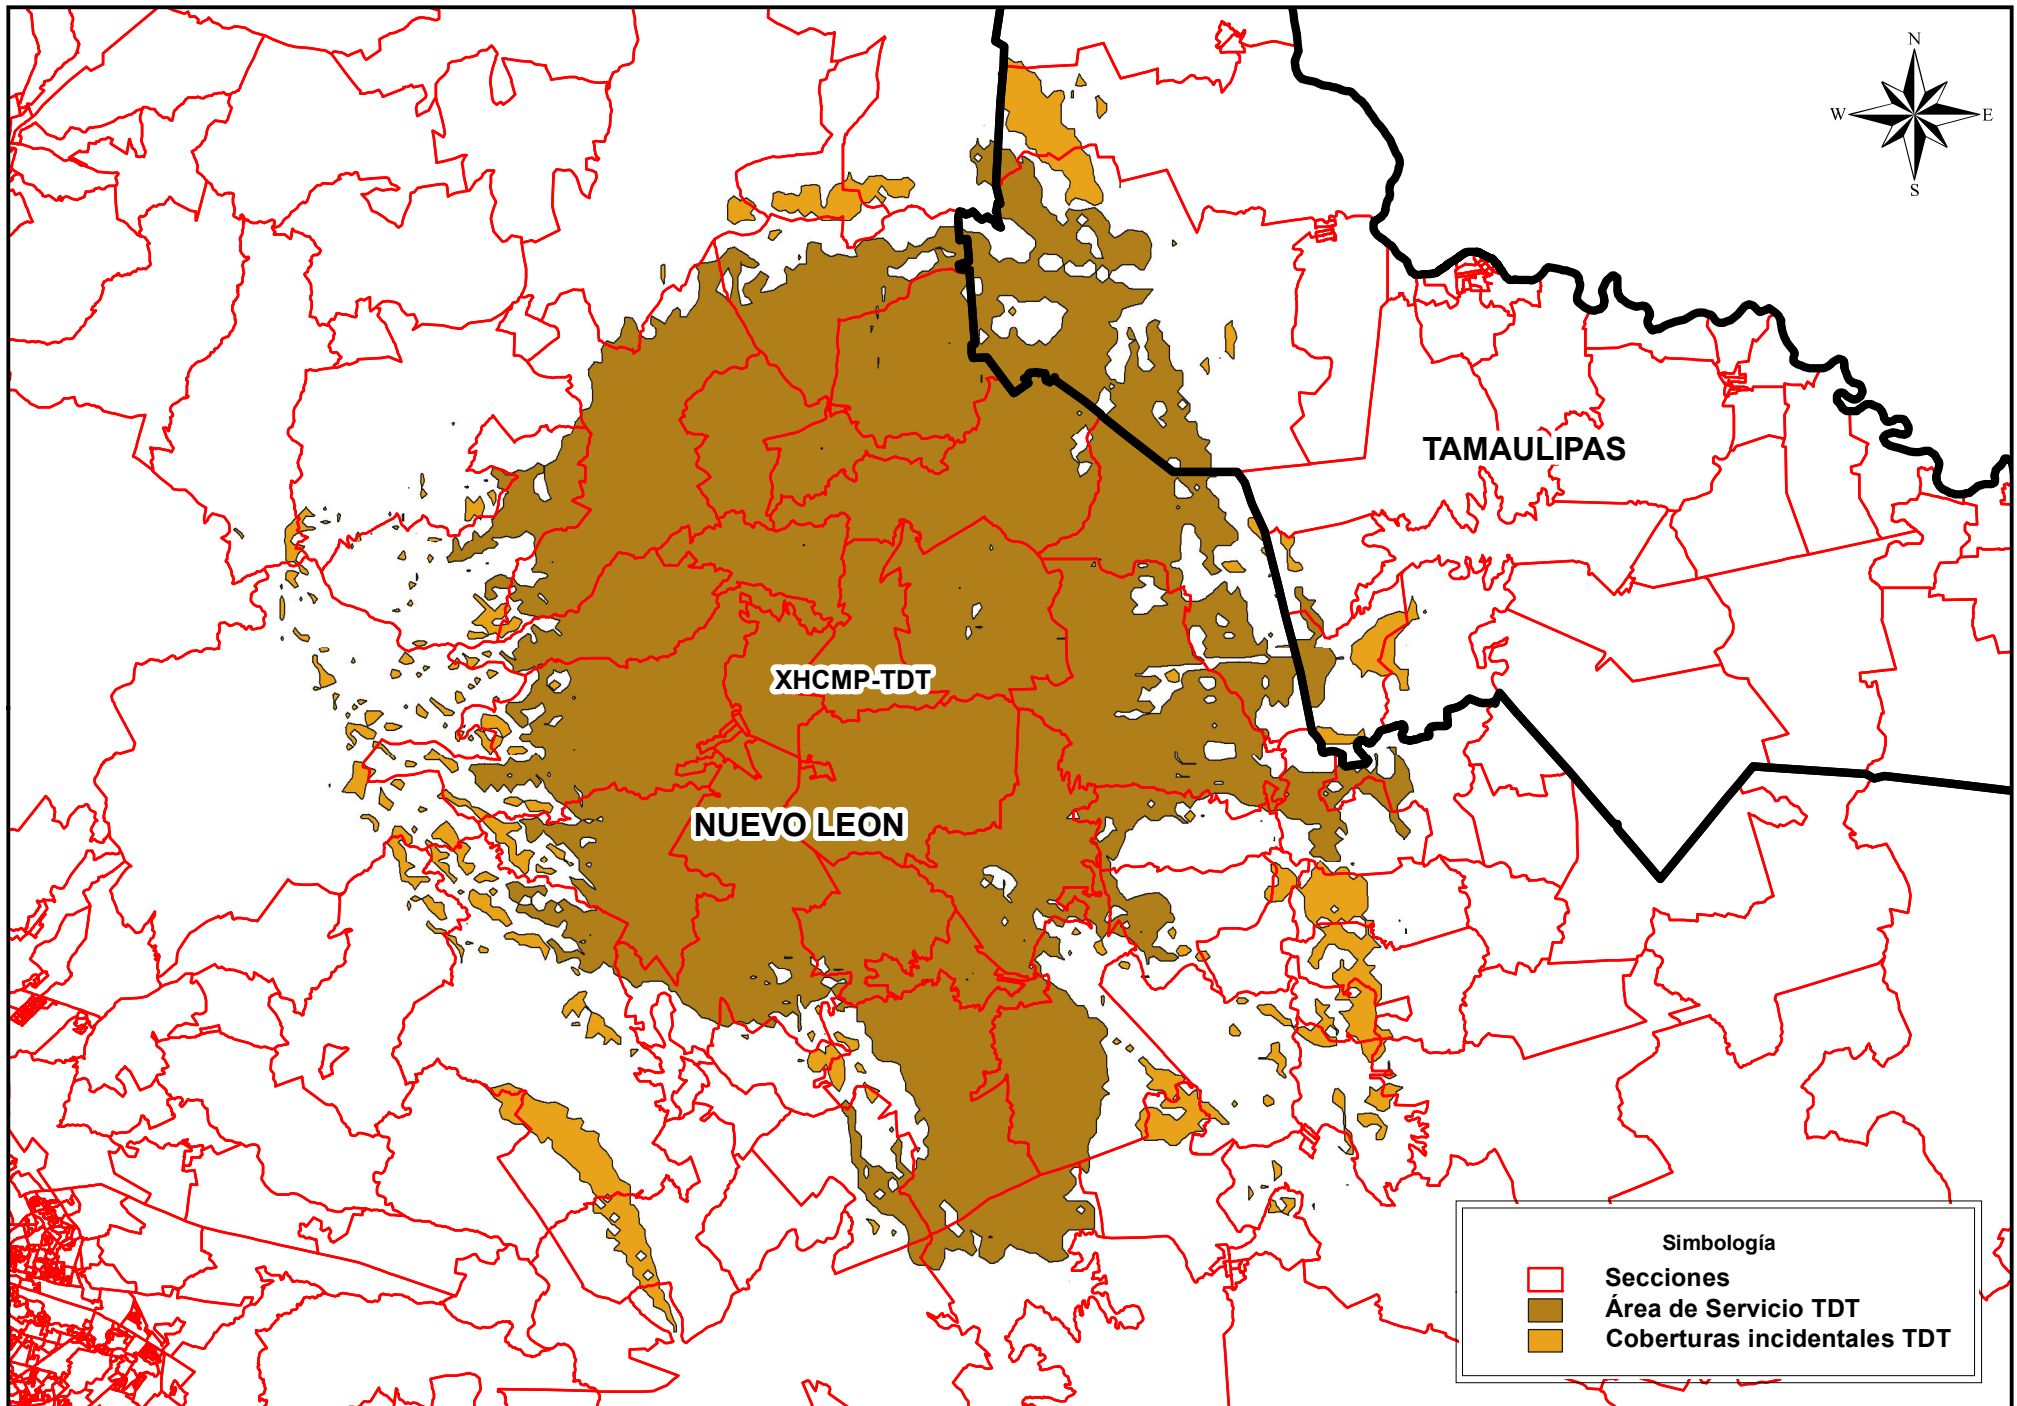 N
W E
S
TAMAULIPAS
XHCMP-TDT
NUEVO LEON
Simbología
Secciones
Área de Servicio TDT
Coberturas incidentales TDT